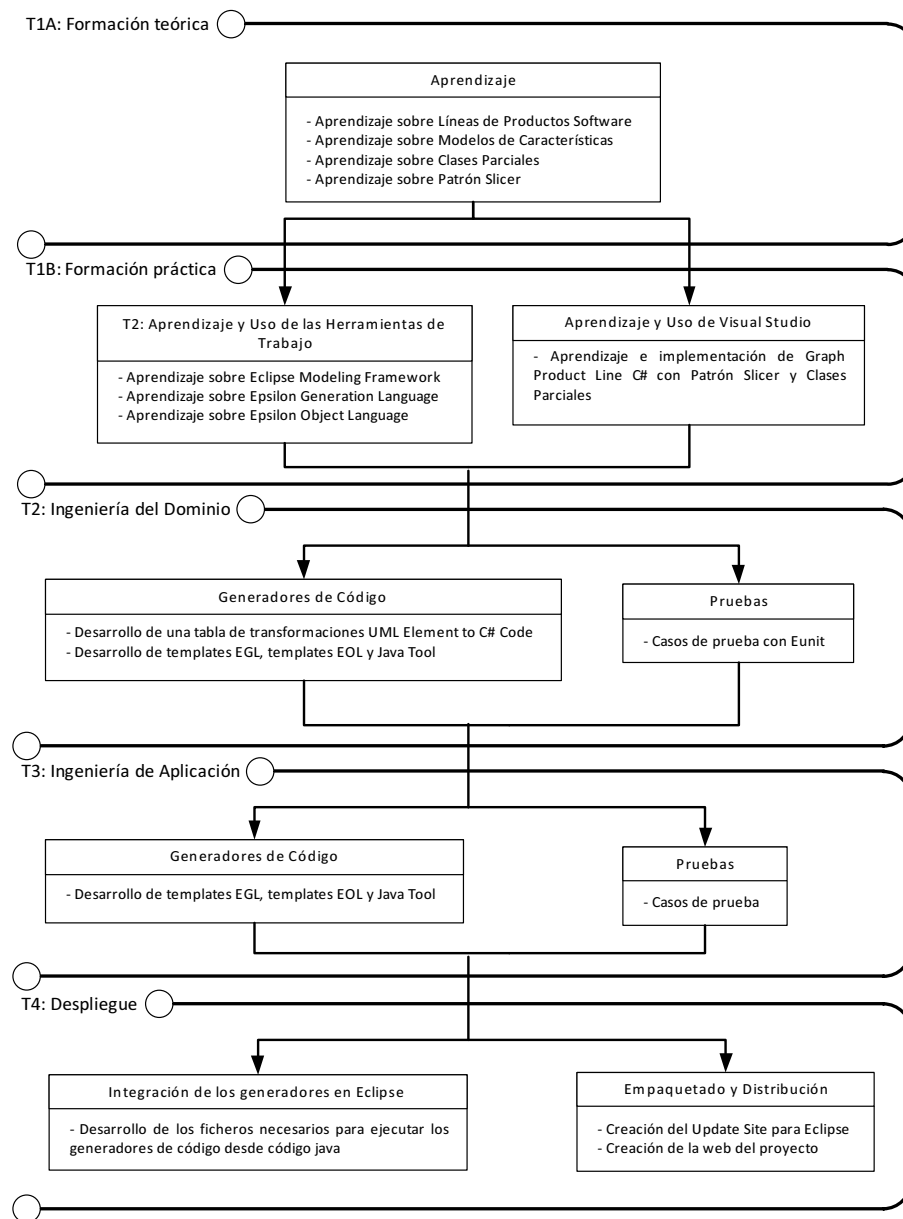 T1A: Formación teórica
Aprendizaje
- Aprendizaje sobre Líneas de Productos Software
- Aprendizaje sobre Modelos de Características
- Aprendizaje sobre Clases Parciales
- Aprendizaje sobre Patrón Slicer
T1B: Formación práctica
T2: Aprendizaje y Uso de las Herramientas de
Trabajo
- Aprendizaje sobre Eclipse Modeling Framework
- Aprendizaje sobre Epsilon Generation Language
- Aprendizaje sobre Epsilon Object Language
Aprendizaje y Uso de Visual Studio
- Aprendizaje e implementación de Graph
Product Line C# con Patrón Slicer y Clases
Parciales
T2: Ingeniería del Dominio
Generadores de Código
- Desarrollo de una tabla de transformaciones UML Element to C# Code
- Desarrollo de templates EGL, templates EOL y Java Tool
Pruebas
- Casos de prueba con Eunit
T3: Ingeniería de Aplicación
Generadores de Código
- Desarrollo de templates EGL, templates EOL y Java Tool
Pruebas
- Casos de prueba
T4: Despliegue
Integración de los generadores en Eclipse
- Desarrollo de los ficheros necesarios para ejecutar los
generadores de código desde código java
Empaquetado y Distribución
- Creación del Update Site para Eclipse
- Creación de la web del proyecto